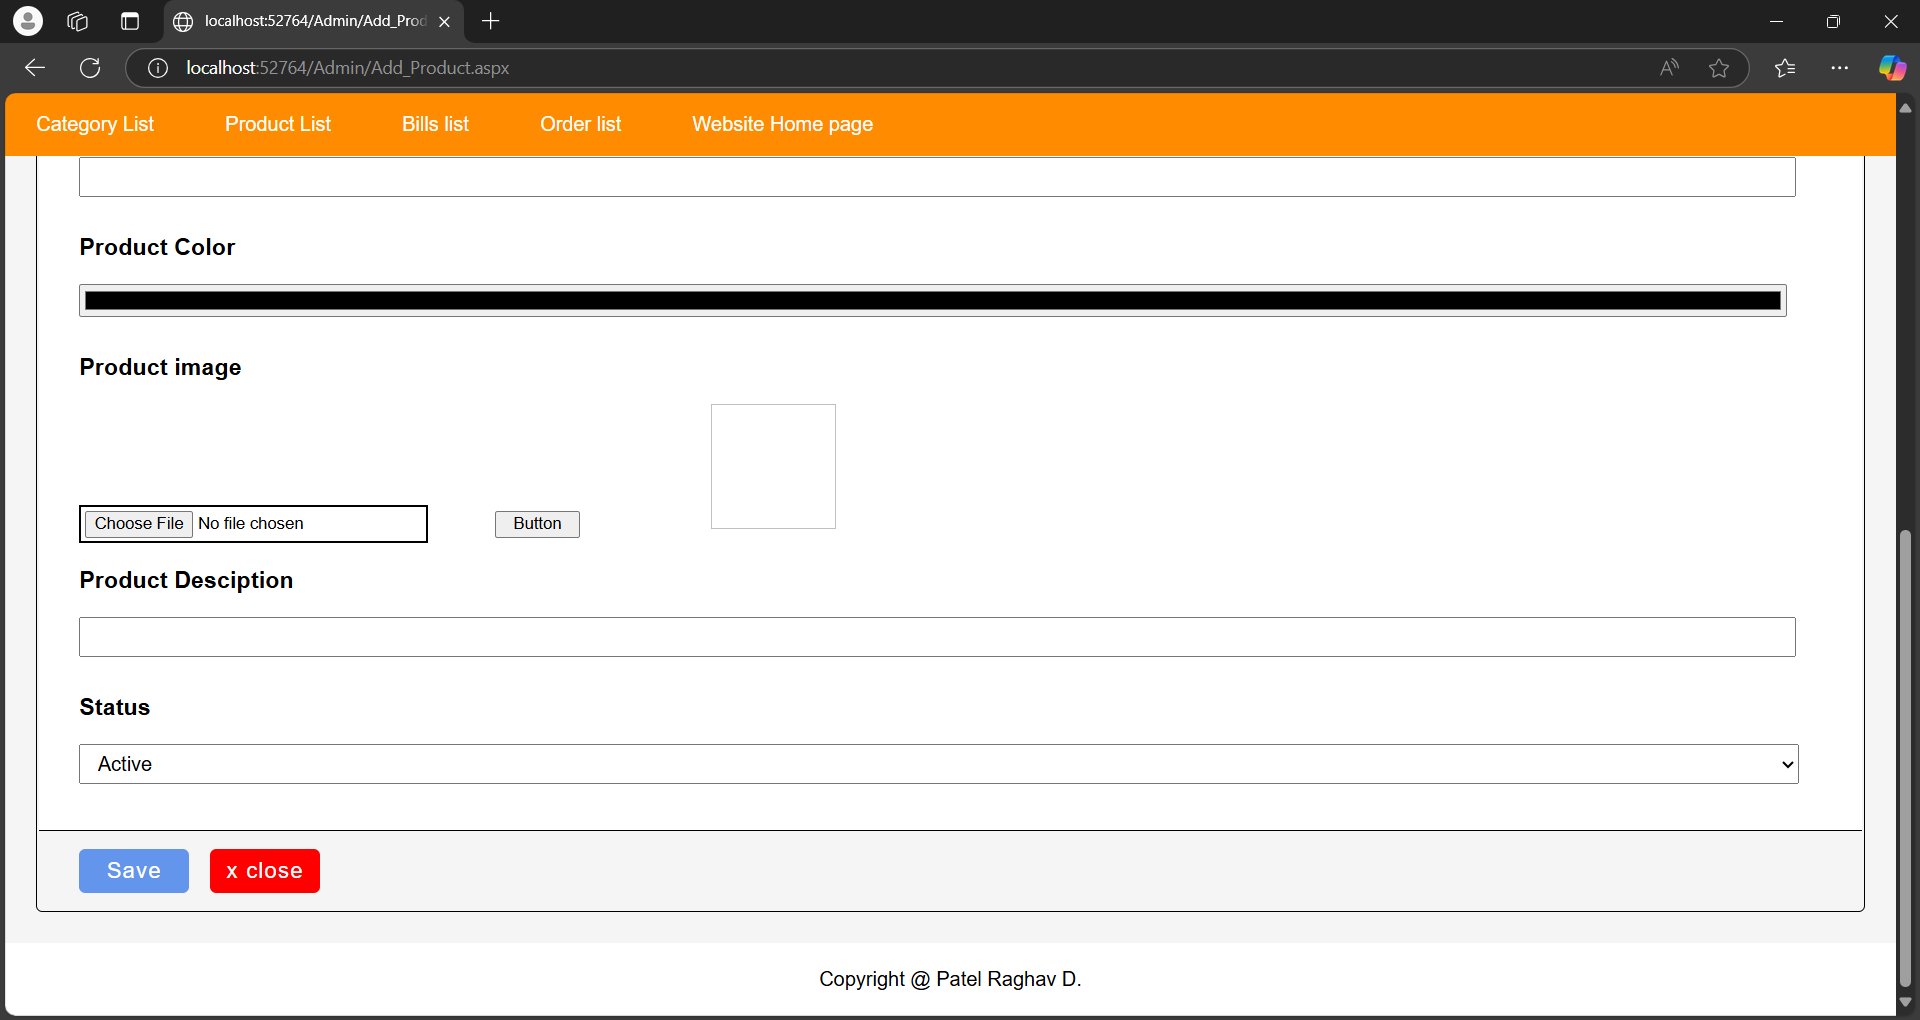 localhost:52764/Admin/Add_Prod
localhost:52764/Admin/Add_Product.aspx
Category List Product List Bills list Order list Website Home page
Product Color
Product image
Choose File No file chosen Button
Product Desciption
Status
Active
Save x close
Copyright @ Patel Raghav D.